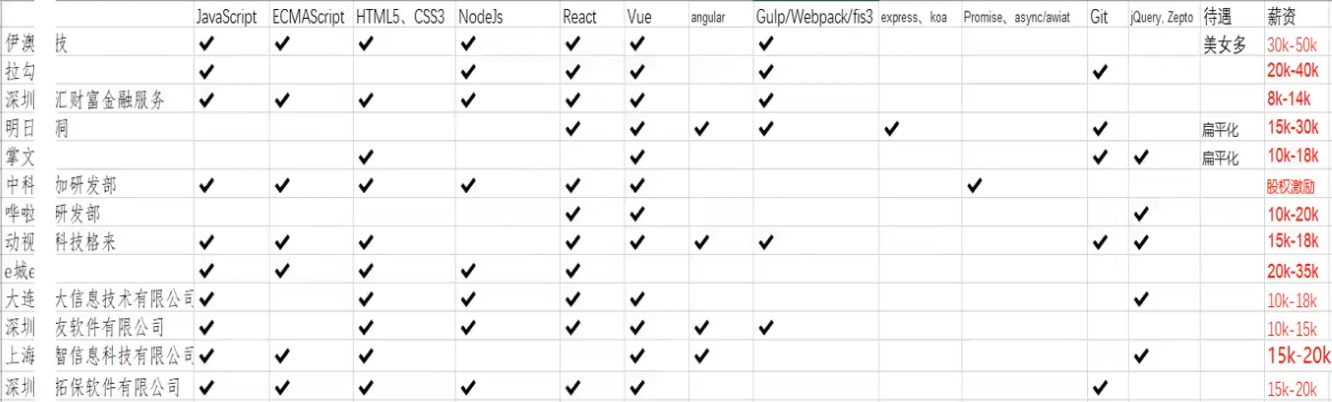 JavaScript ECMAScript HTML5、CSS3 NodeJs React Vue angular Gulp/Webpack/fis3 express、koa Promise、async/awiat Git jQuery, Zepto 待遇 薪资
伊澳 技 ✔ ✔ ✔ ✔ ✔ ✔ ✔ 美女多 30k-50k
拉勾 ✔ ✔ ✔ ✔ ✔ ✔ 20k-40k
深圳 汇财富金融服务 ✔ ✔ ✔ ✔ ✔ ✔ ✔ 8k-14k
明日 洞 ✔ ✔ ✔ ✔ ✔ ✔ 扁平化 15k-30k
掌文 ✔ ✔ ✔ ✔ 扁平化 10k-18k
中科 加研发部 ✔ ✔ ✔ ✔ ✔ ✔ ✔ 股权激励
哗啦 研发部 ✔ ✔ ✔ 10k-20k
动视 科技格来 ✔ ✔ ✔ ✔ ✔ ✔ ✔ ✔ ✔ 15k-18k
e城e ✔ ✔ ✔ ✔ ✔ 20k-35k
大连 大信息技术有限公司 ✔ ✔ ✔ ✔ ✔ ✔ 10k-18k
深圳 友软件有限公司 ✔ ✔ ✔ ✔ ✔ ✔ ✔ 10k-15k
上海 智信息科技有限公司 ✔ ✔ ✔ ✔ ✔ ✔ 15k-20k
深圳 拓保软件有限公司 ✔ ✔ ✔ ✔ ✔ ✔ ✔ 15k-20k